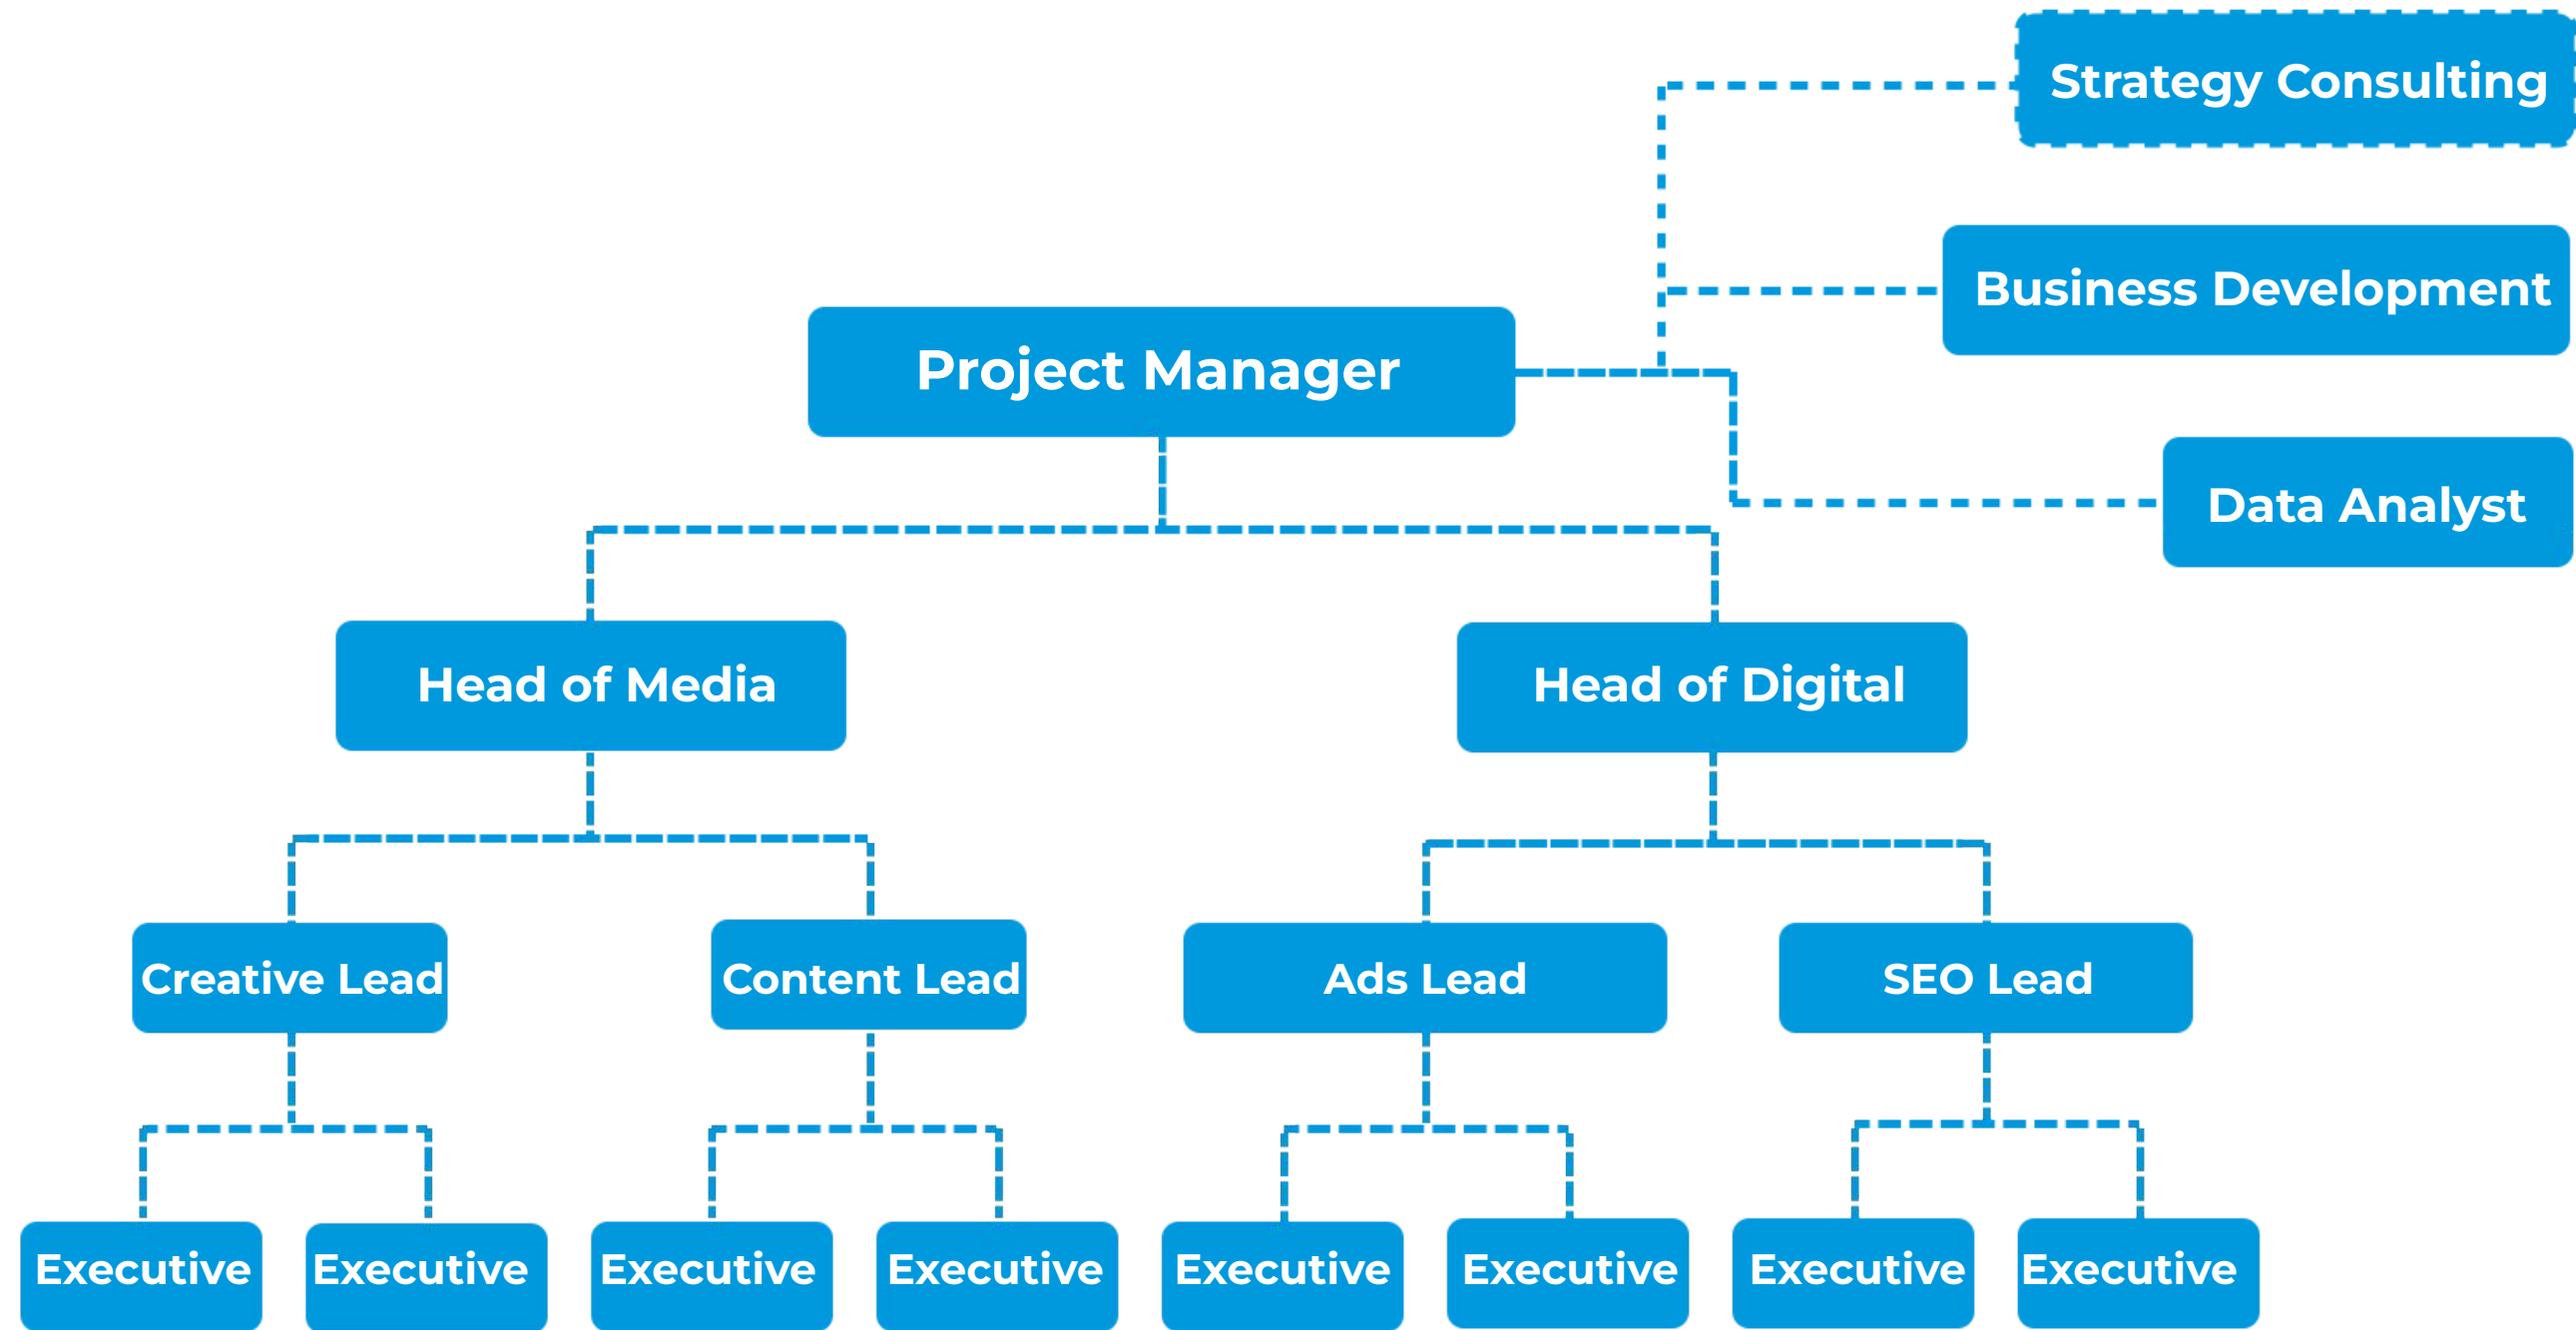 Strategy Consulting
Business Development
Project Manager
Data Analyst
Head of Media
Head of Digital
Creative Lead
Content Lead
Ads Lead
SEO Lead
Executive
Executive
Executive
Executive
Executive
Executive
Executive
Executive